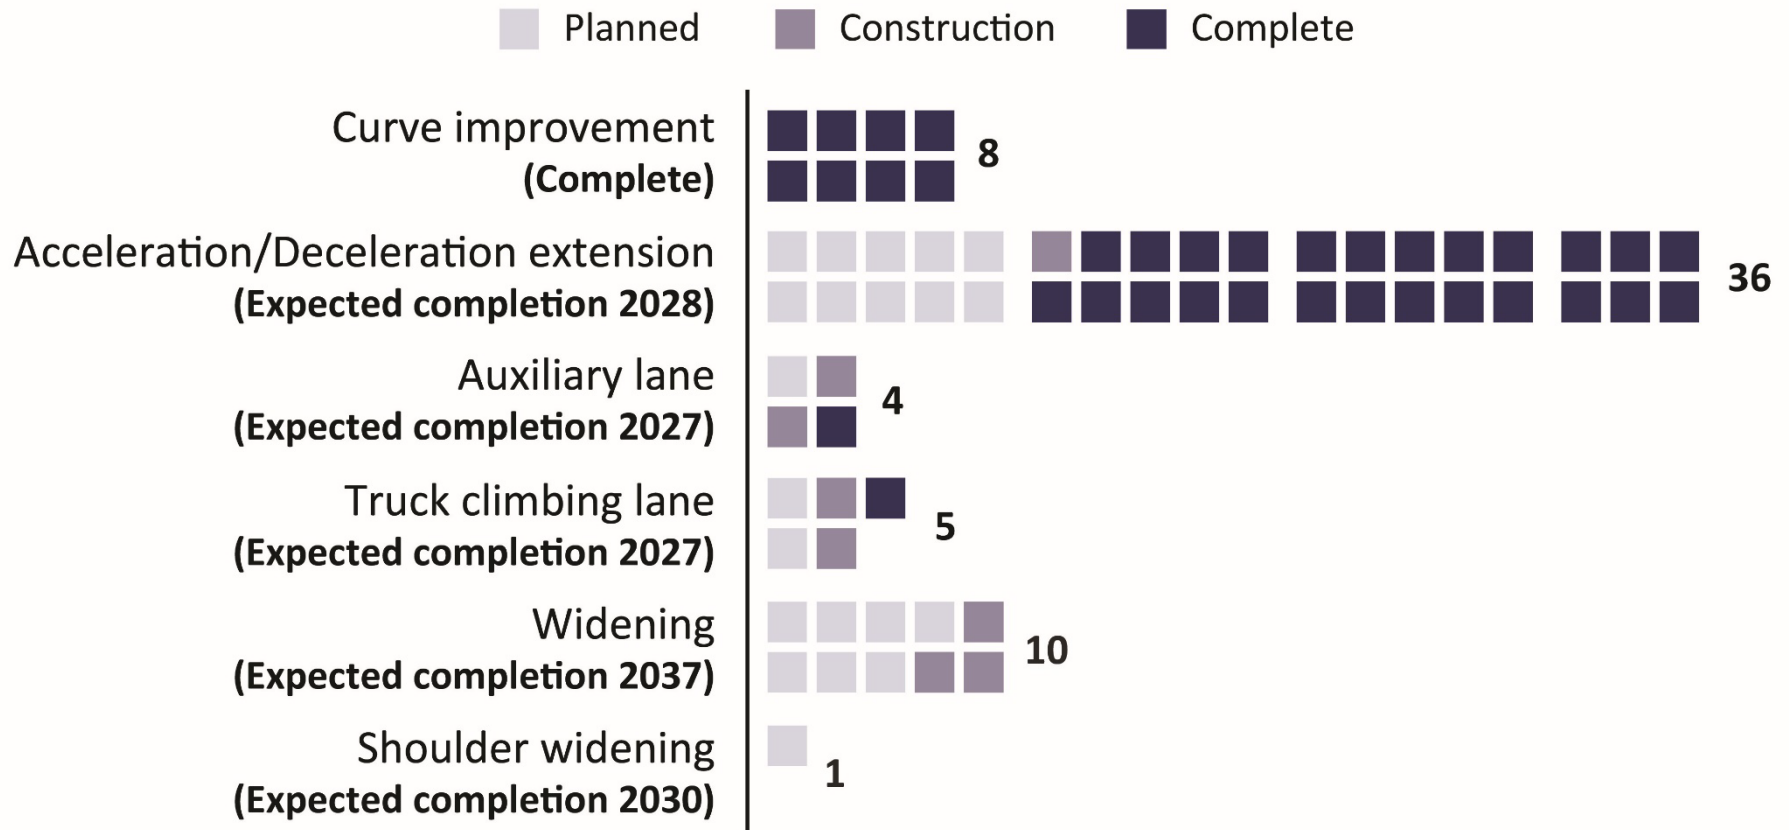 Planned Construction Complete
Curve improvement
(Complete)
8
Acceleration/Deceleration extension
(Expected completion 2028)
36
Auxiliary lane
(Expected completion 2027)
4
Truck climbing lane
(Expected completion 2027)
5
Widening
(Expected completion 2037)
10
Shoulder widening
(Expected completion 2030)
1